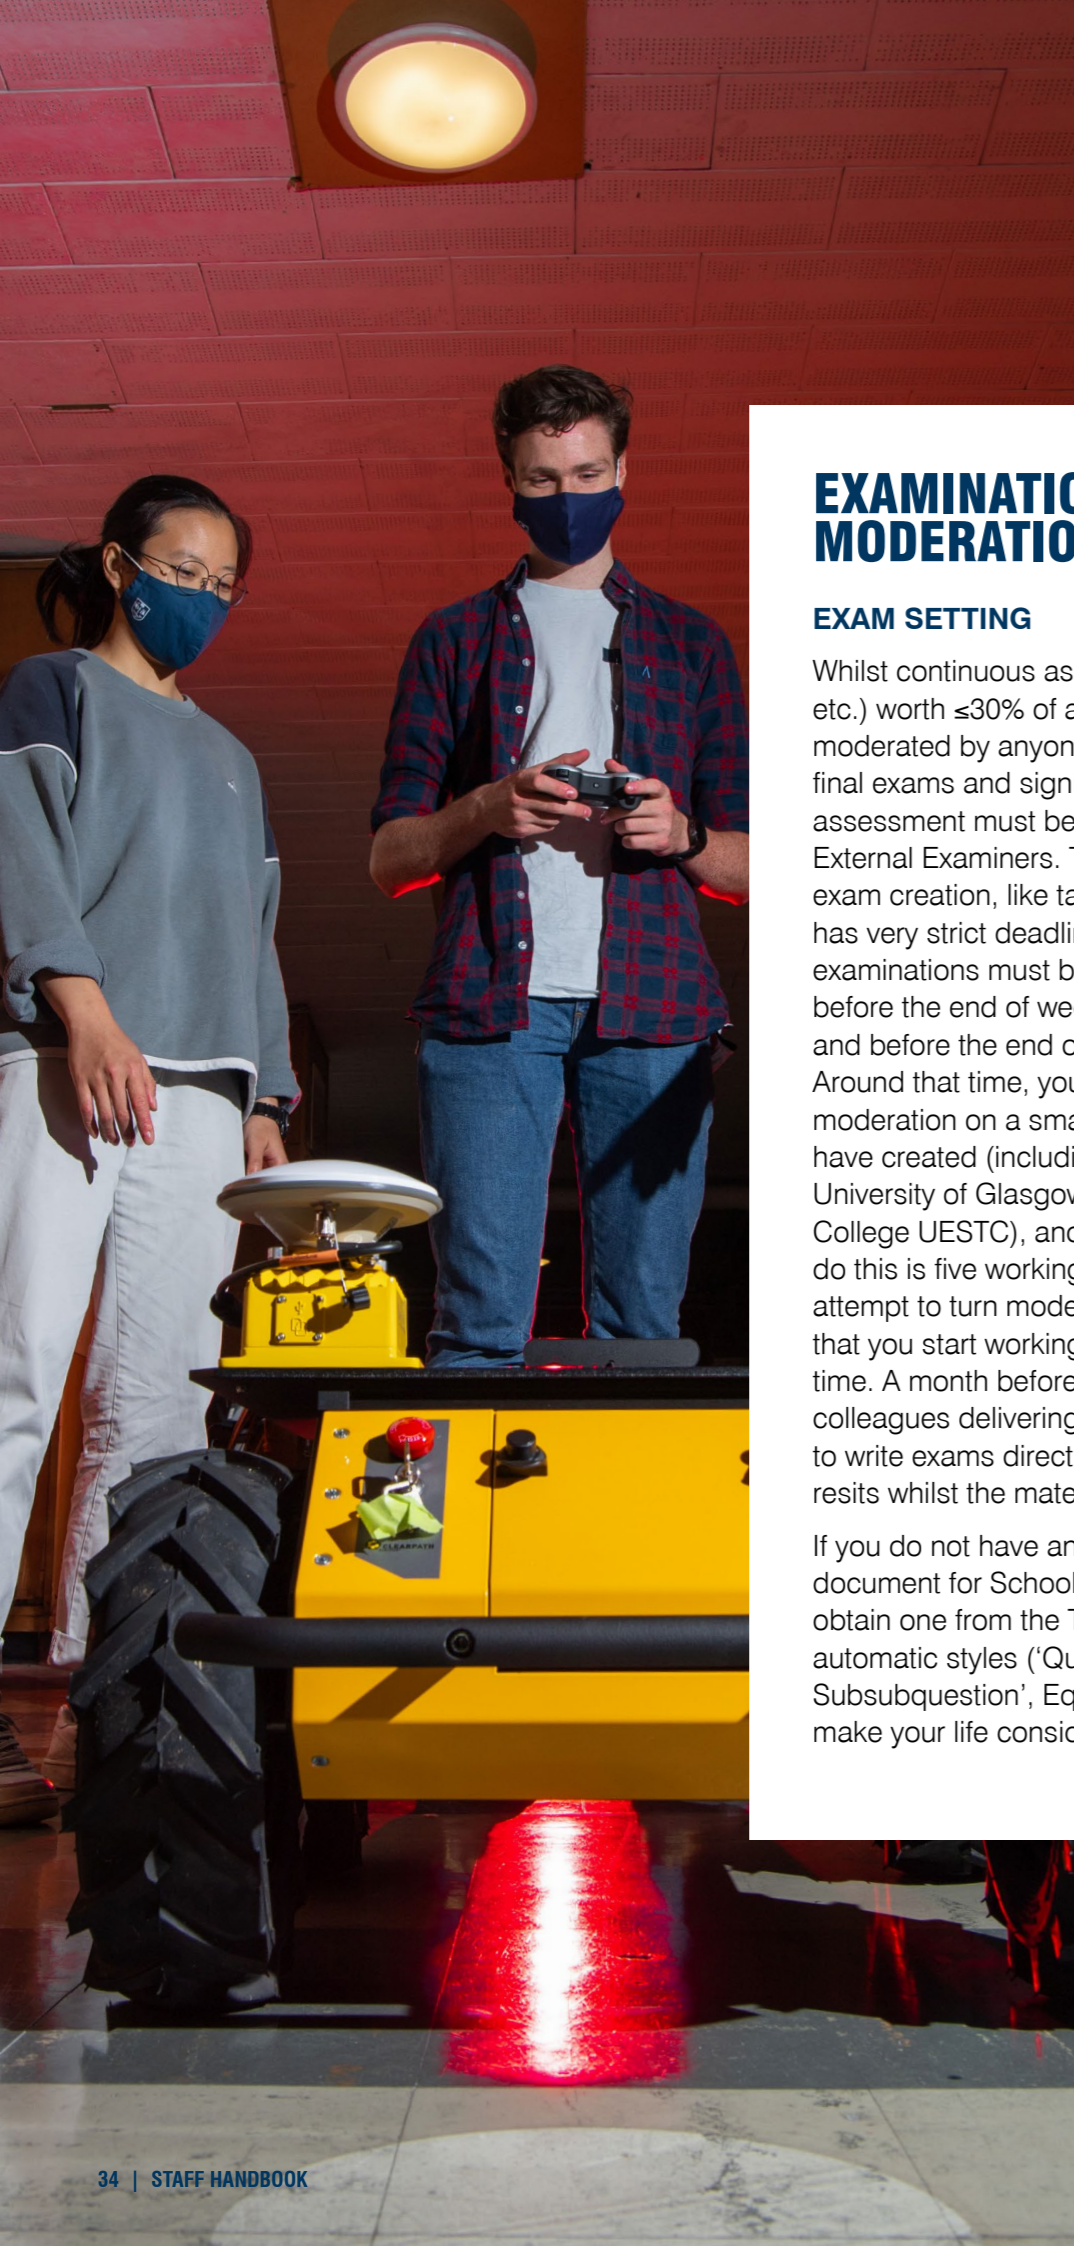 EXAMINATIO
MODERATIO
EXAM SETTING
Whilst continuous as
etc.) worth ≤30% of a
moderated by anyon
final exams and sign
assessment must be
External Examiners. T
exam creation, like ta
has very strict deadli
examinations must b
before the end of we
and before the end o
Around that time, you
moderation on a sma
have created (includi
University of Glasgow
College UESTC), and
do this is five working
attempt to turn mode
that you start working
time. A month before
colleagues delivering
to write exams direct
resits whilst the mate
If you do not have an
document for School
obtain one from the T
automatic styles (‘Qu
Subsubquestion’, Eq
make your life consid
CLEARPATH
34 | STAFF HANDBOOK